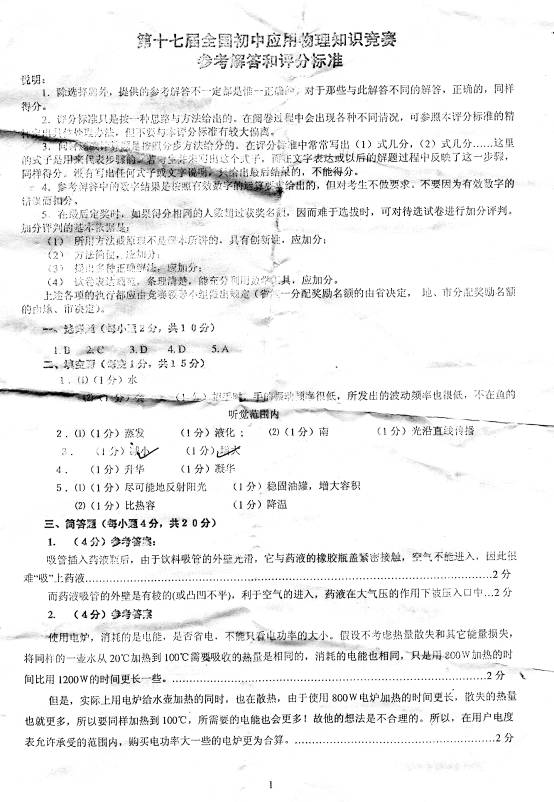 第十七届全国初中应用物理知识竞赛
参考解答和评分标准
说明：
1．除选择题外，提供的参考解答不一定都是惟一正确的，对于那些与此解答不同的解答，正确的，同样
得分。
2．评分标准只是按一种思路与方法给出的。在阅卷过程中会出现各种不同情况，可参照本评分标准的精
神定出具体处理办法，但不要与本评分标准有较大偏离。
3．评分标准中常常写出（1）式几分，（2）式几分……这里
的式子是用来代表步骤的。文字表达或以后的解题过程中反映了这一步骤，
同样得分。没有写出任何式子或文字说明，只给出最后结果的，不能得分。
4．参考解答中的数字结果是按照有效数字的运算要求给出的，但对考生不做要求。不要因为有效数字的
错误而扣分。
5．在最后定奖时，如果得分相同的人数超过获奖名额，因而难于选拔时，可对待选试卷进行加分评判。
加分评判的基本依据是：
（1）所用方法或原理不是课本所讲的，具有创新性，应加分；
（2）方法简便，应加分；
（3）提出多种正确解法，应加分；
（4）试卷表达确切，条理清楚，能充分利用数学工具，应加分。
上述各项的执行都应由竞赛领导小组做出规定（省统一分配奖励名额的由省决定， 地、市分配奖励名额
的由地、市决定）。
一、选择题（每小题2分，共10分）
1.B 2.C 3.D 4.D 5.A
二、填空题（每空1分，共15分）
1．⑴（1分）水
⑵（1分）会 （1分）招手时，手的振动频率很低，所发出的波动频率也很低，不在鱼的
听觉范围内
2．⑴（1分）蒸发 （1分）液化； ⑵（1分）南 （1分）光沿直线传播
3． （1分）减小 （1分）增大
4． （1分）升华 （1分）凝华
5．⑴（1分）尽可能地反射阳光 （1分）稳固油罐，增大容积
⑵（1分）比热容 （1分）降温
三、简答题（每小题4分，共20分）
1. （4分）参考答案：
吸管插入药液瓶后，由于饮料吸管的外壁光滑，它与药液的橡胶瓶盖紧密接触，空气不能进入，因此很
难“吸”上药液……………………2分
而药液吸管的外壁是有棱的(或凸凹不平)，利于空气的进入，药液在大气压的作用下被压入口中…2分
2. （4分）参考答案
使用电炉，消耗的是电能，是否省电，不能只看电功率的大小。假设不考虑热量散失和其它能量损失，
将同样的一壶水从20℃加热到100℃需要吸收的热量是相同的，消耗的电能也相同，只是用800W加热的时
间比用1200W的时间更长一些。……………………2分
但是，实际上用电炉给水壶加热的同时，也在散热，由于使用800W电炉加热的时间更长，散失的热量
也就更多，所以要同样加热到100℃，所需要的电能也会更多！故他的想法是不合理的。所以，在用户电度
表允许承受的范围内，购买电功率大一些的电炉更为合算。……………………2分
1